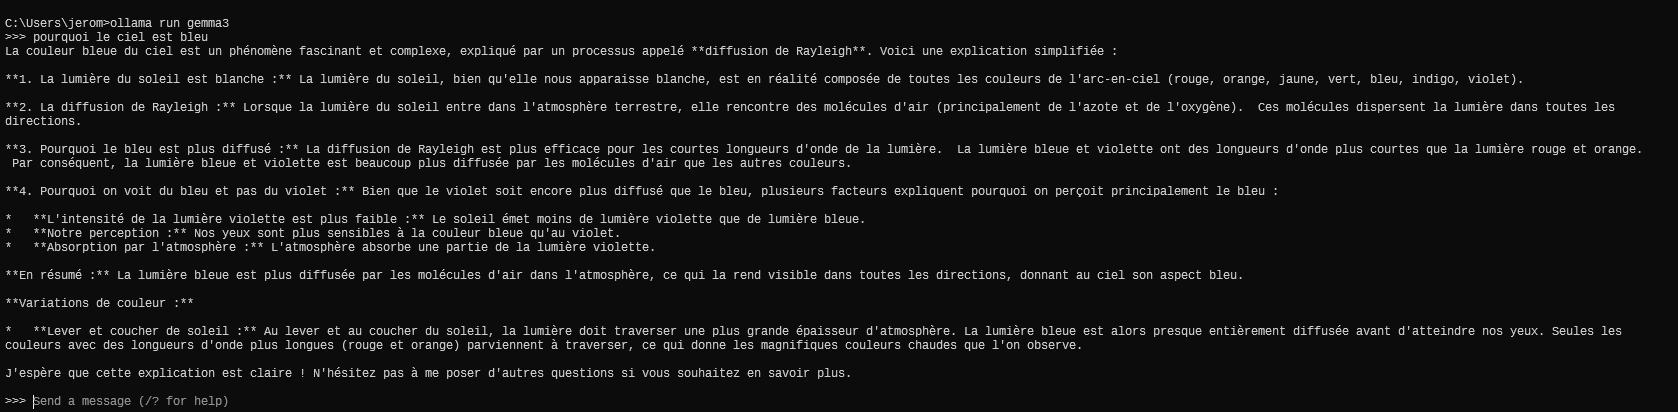 C:\Users\jerom>ollama run gemma3
>>> pourquoi le ciel est bleu
La couleur bleue du ciel est un phénomène fascinant et complexe, expliqué par un processus appelé **diffusion de Rayleigh**. Voici une explication simplifiée :
**1. La lumière du soleil est blanche :** La lumière du soleil, bien qu'elle nous apparaisse blanche, est en réalité composée de toutes les couleurs de l'arc-en-ciel (rouge, orange, jaune, vert, bleu, indigo, violet).
**2. La diffusion de Rayleigh :** Lorsque la lumière du soleil entre dans l'atmosphère terrestre, elle rencontre des molécules d'air (principalement de l'azote et de l'oxygène).  Ces molécules dispersent la lumière dans toutes les
directions.
**3. Pourquoi le bleu est plus diffusé :** La diffusion de Rayleigh est plus efficace pour les courtes longueurs d'onde de la lumière.  La lumière bleue et violette ont des longueurs d'onde plus courtes que la lumière rouge et orange.
 Par conséquent, la lumière bleue et violette est beaucoup plus diffusée par les molécules d'air que les autres couleurs.
**4. Pourquoi on voit du bleu et pas du violet :** Bien que le violet soit encore plus diffusé que le bleu, plusieurs facteurs expliquent pourquoi on perçoit principalement le bleu :
*   **L'intensité de la lumière violette est plus faible :** Le soleil émet moins de lumière violette que de lumière bleue.
*   **Notre perception :** Nos yeux sont plus sensibles à la couleur bleue qu'au violet.
*   **Absorption par l'atmosphère :** L'atmosphère absorbe une partie de la lumière violette.
**En résumé :** La lumière bleue est plus diffusée par les molécules d'air dans l'atmosphère, ce qui la rend visible dans toutes les directions, donnant au ciel son aspect bleu.
**Variations de couleur :**
*   **Lever et coucher de soleil :** Au lever et au coucher du soleil, la lumière doit traverser une plus grande épaisseur d'atmosphère. La lumière bleue est alors presque entièrement diffusée avant d'atteindre nos yeux. Seules les
couleurs avec des longueurs d'onde plus longues (rouge et orange) parviennent à traverser, ce qui donne les magnifiques couleurs chaudes que l'on observe.
J'espère que cette explication est claire ! N'hésitez pas à me poser d'autres questions si vous souhaitez en savoir plus.
>>> Send a message (/? for help)